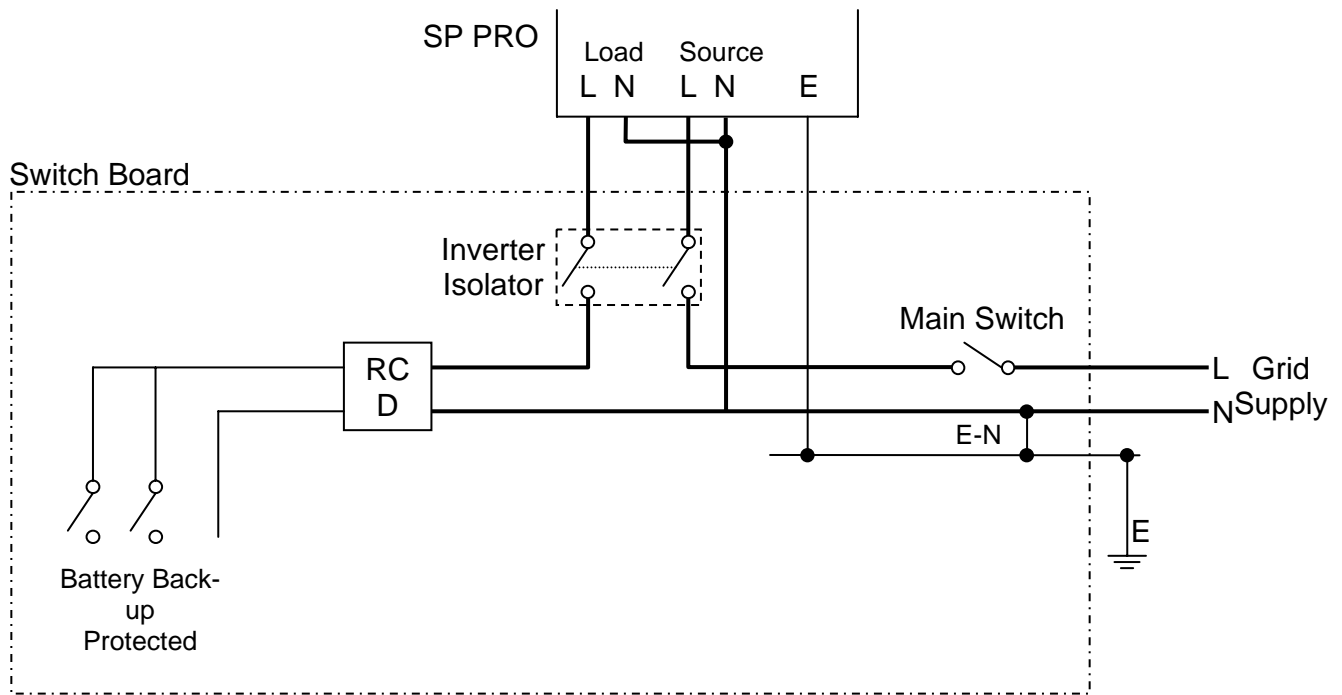 SP PRO
Load Source
L N L N E
Switch Board
Inverter
Isolator
Main Switch
RC
D
L Grid
N Supply
E-N
E
Battery Back-
up
Protected